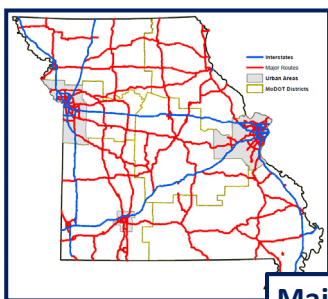 Interstates
Major Routes
Urban Areas
MoDOT Districts
Mai